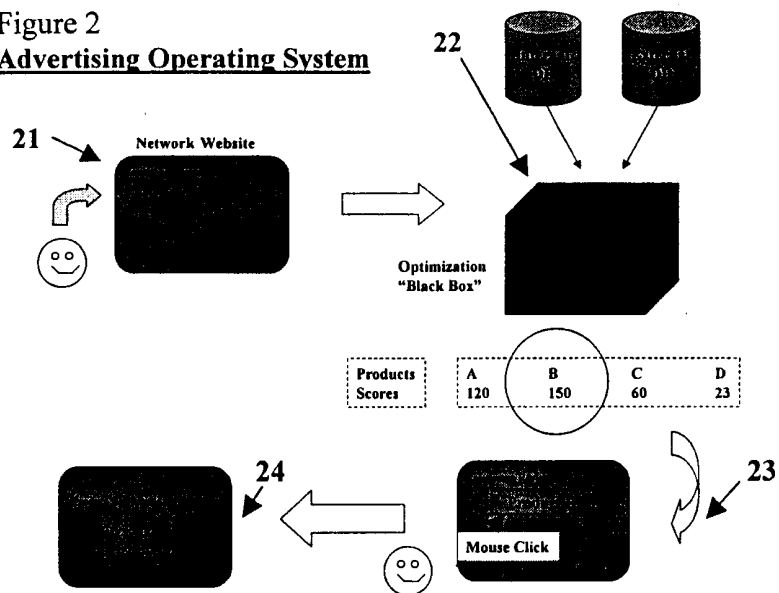 Figure 2
Advertising Operating System
22
21
Network Website
Optimization
"Black Box"
Products
Scores
A B C D
120 150 60 23
24
23
Mouse Click